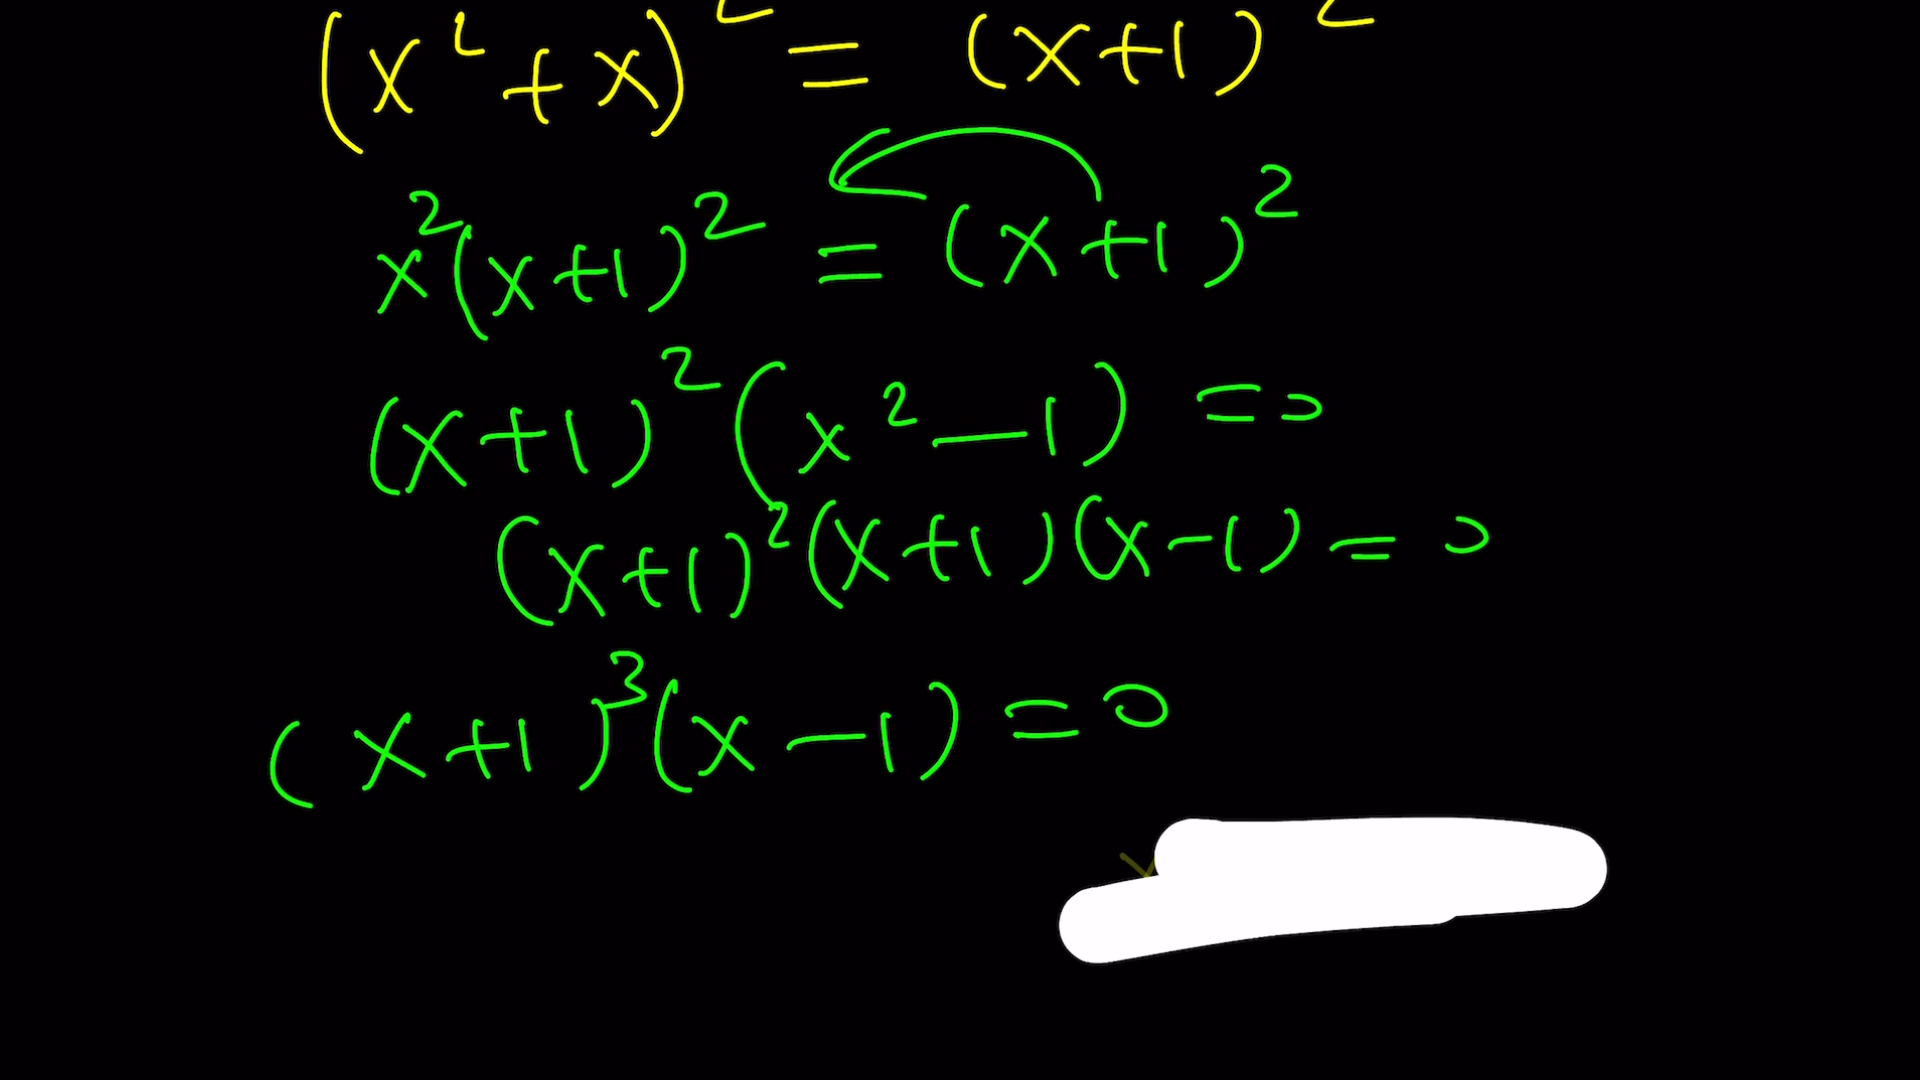 (x²+x)² = (x+1)²
x²(x+1)² = (x+1)²
(x+1)²(x²-1) = 0
(x+1)²(x+1)(x-1) = 0
(x+1)³(x-1) = 0